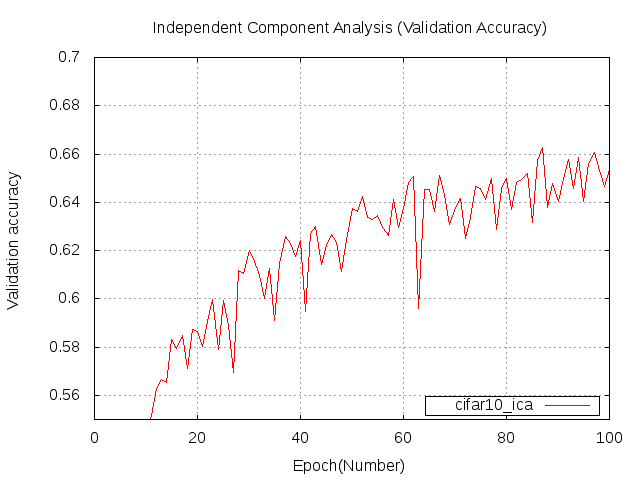 Independent Component Analysis (Validation Accuracy)
0.7
0.68
0.66
0.64
0.62
0.6
0.58
0.56
Validation accuracy
cifar10_ica
0 20 40 60 80 100
Epoch(Number)